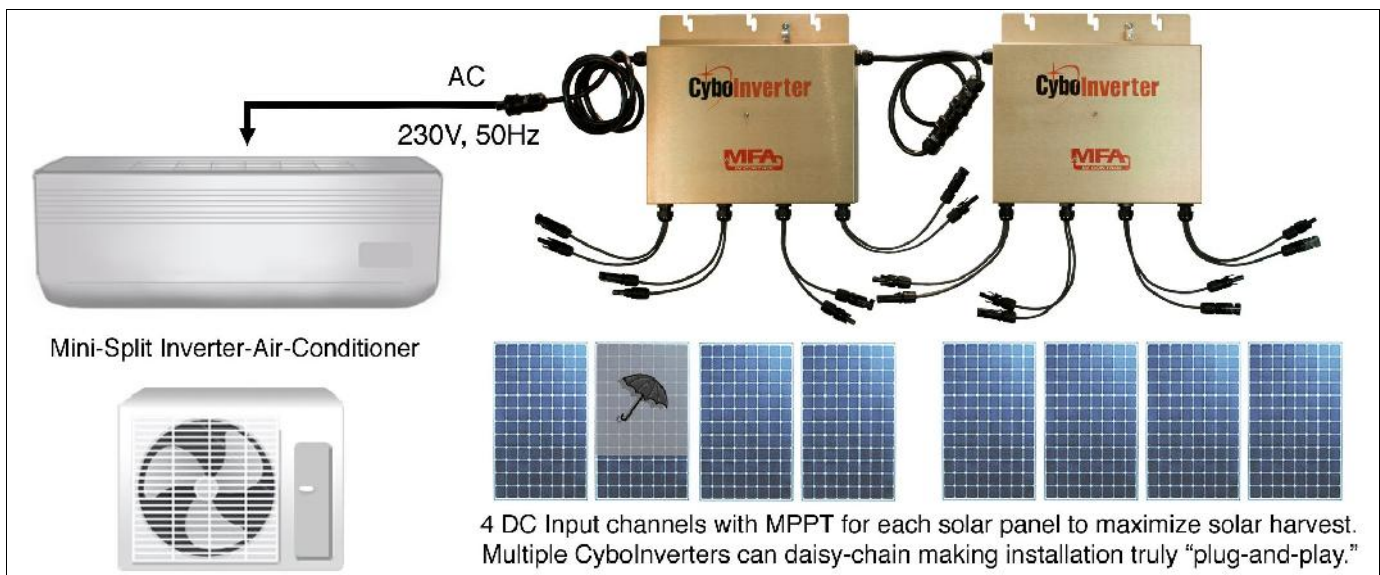 AC
230V, 50Hz
CyboInverter
MFA
CyboInverter
MFA
Mini-Split Inverter-Air-Conditioner
4 DC Input channels with MPPT for each solar panel to maximize solar harvest.
Multiple CyboInverters can daisy-chain making installation truly “plug-and-play.”